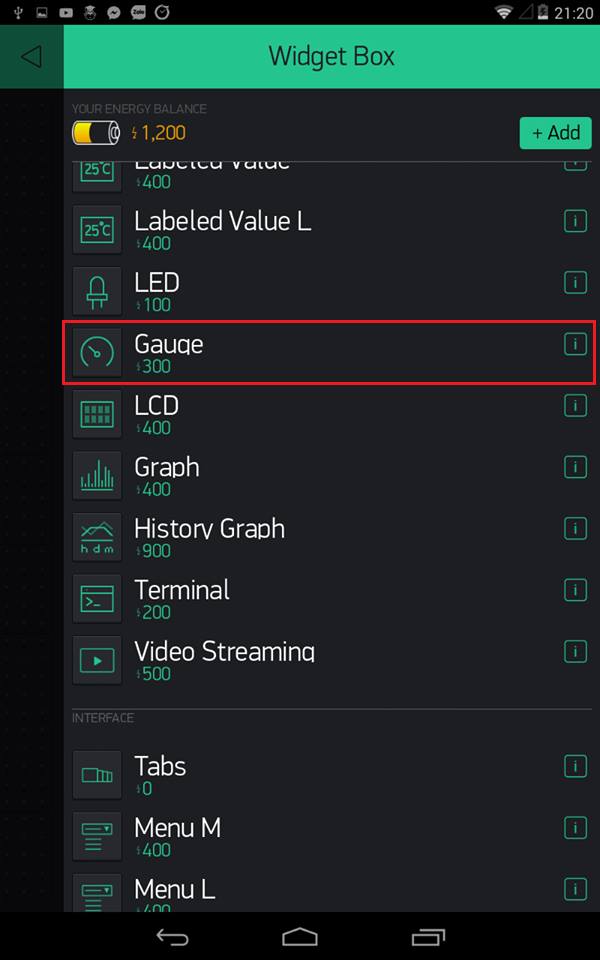 21:20
Widget Box
YOUR ENERGY BALANCE
1,200
+ Add
Labeled Value
25°C
400
Labeled Value L
25°C
400
LED
100
Gauge
300
LCD
400
Graph
400
History Graph
h d m
900
Terminal
200
Video Streaming
500
INTERFACE
Tabs
0
Menu M
400
Menu L
400